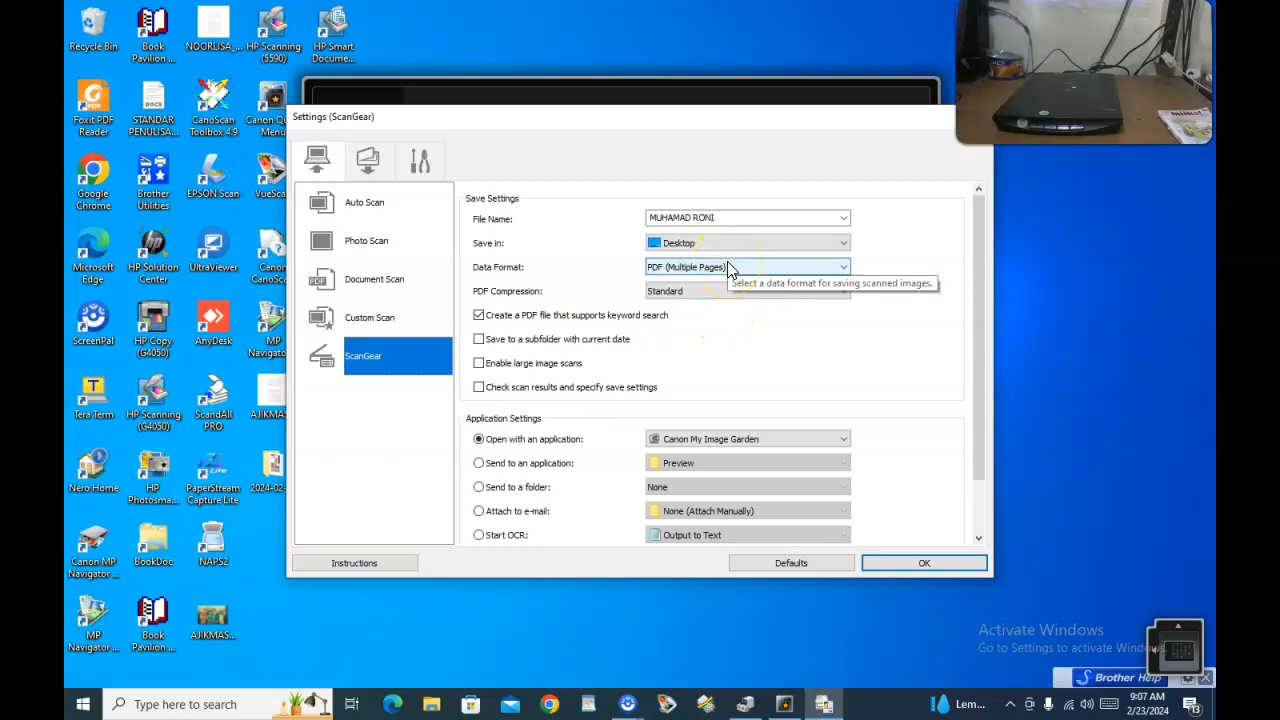 Recycle Bin
Book
Pavilion ...
NOORLISA_...
HP Scanning
(5590)
HP Smart
Docume...
Foxit PDF
Reader
DOCX
STANDAR
PENULISA...
CanoScan
Toolbox 4.9
Canon Qu
Menu
Google
Chrome
Brother
Utilities
EPSON Scan
VueSca
Microsoft
Edge
HP Solution
Center
UltraViewer
Canon
CanoSca
ScreenPal
HP Copy
(G4050)
AnyDesk
MP
Navigato
Tera Term
HP Scanning
(G4050)
ScandAll
PRO
AJIKMAS
Nero Home
HP
Photosma...
PaperStream
Capture Lite
2024-02-
Canon MP
Navigator ...
BookDoc
NAPS2
MP
Navigator ...
Book
Pavilion ...
AJIKMAS...
Settings (ScanGear)
Auto Scan
Photo Scan
PDF
Document Scan
Custom Scan
ScanGear
Save Settings
File Name:
MUHAMAD RONI
Save in:
Desktop
Data Format:
PDF (Multiple Pages)
Select a data format for saving scanned images.
PDF Compression:
Standard
Create a PDF file that supports keyword search
Save to a subfolder with current date
Enable large image scans
Check scan results and specify save settings
Application Settings
Open with an application:
Canon My Image Garden
Send to an application:
Preview
Send to a folder:
None
Attach to e-mail:
None (Attach Manually)
Start OCR:
Output to Text
Instructions
Defaults
OK
Activate Windows
Go to Settings to activate Windows.
Brother Help
Type here to search
Lem...
9:07 AM
2/23/2024
13